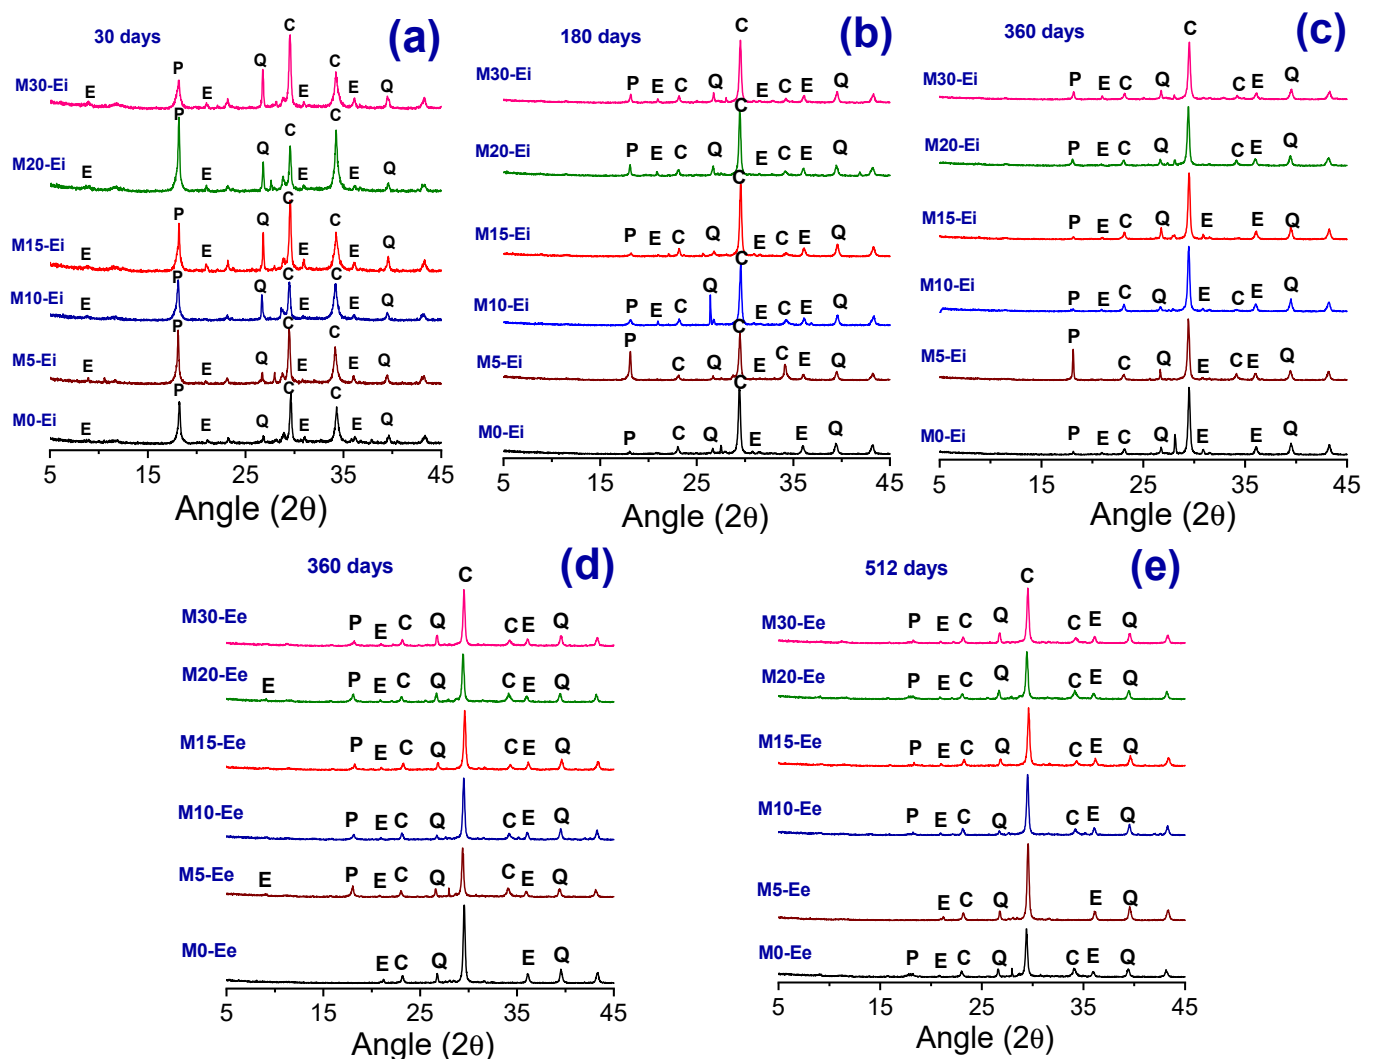 30 days
(a)
C
M30-Ei
E
P
E
Q
E
C
E
Q
M20-Ei
E
P
E
Q
C
E
C
E
Q
M15-Ei
E
P
E
Q
C
E
C
E
Q
M10-Ei
E
P
E
Q
C
E
C
E
Q
M5-Ei
E
P
E
Q
C
E
C
E
Q
M0-Ei
E
P
E
Q
C
E
C
E
Q
5 15 25 35 45
Angle (2θ)
180 days
(b)
C
M30-Ei
P E C Q E C E Q
C
M20-Ei
P E C Q E C E Q
C
M15-Ei
P E C Q E C E Q
C
M10-Ei
P E C Q E C E Q
C
M5-Ei
P C Q E C E Q
C
M0-Ei
P C Q E E Q
5 15 25 35 45
Angle (2θ)
360 days
(c)
C
M30-Ei
P E C Q C E Q
M20-Ei
P E C Q C E Q
M15-Ei
P E C Q E E Q
M10-Ei
P E C Q E C E Q
M5-Ei
P C Q E C E Q
M0-Ei
P E C Q E E Q
5 15 25 35 45
Angle (2θ)
360 days
(d)
C
M30-Ee
P E C Q C E Q
M20-Ee
E P E C Q C E Q
M15-Ee
P E C Q C E Q
M10-Ee
P E C Q C E Q
M5-Ee
E P E C Q C E Q
M0-Ee
E C Q E Q
5 15 25 35 45
Angle (2θ)
512 days
(e)
C
M30-Ee
P E C Q C E Q
M20-Ee
P E C Q C E Q
M15-Ee
P E C Q C E Q
M10-Ee
P E C Q C E Q
M5-Ee
E C Q E Q
M0-Ee
P E C Q C E Q
5 15 25 35 45
Angle (2θ)